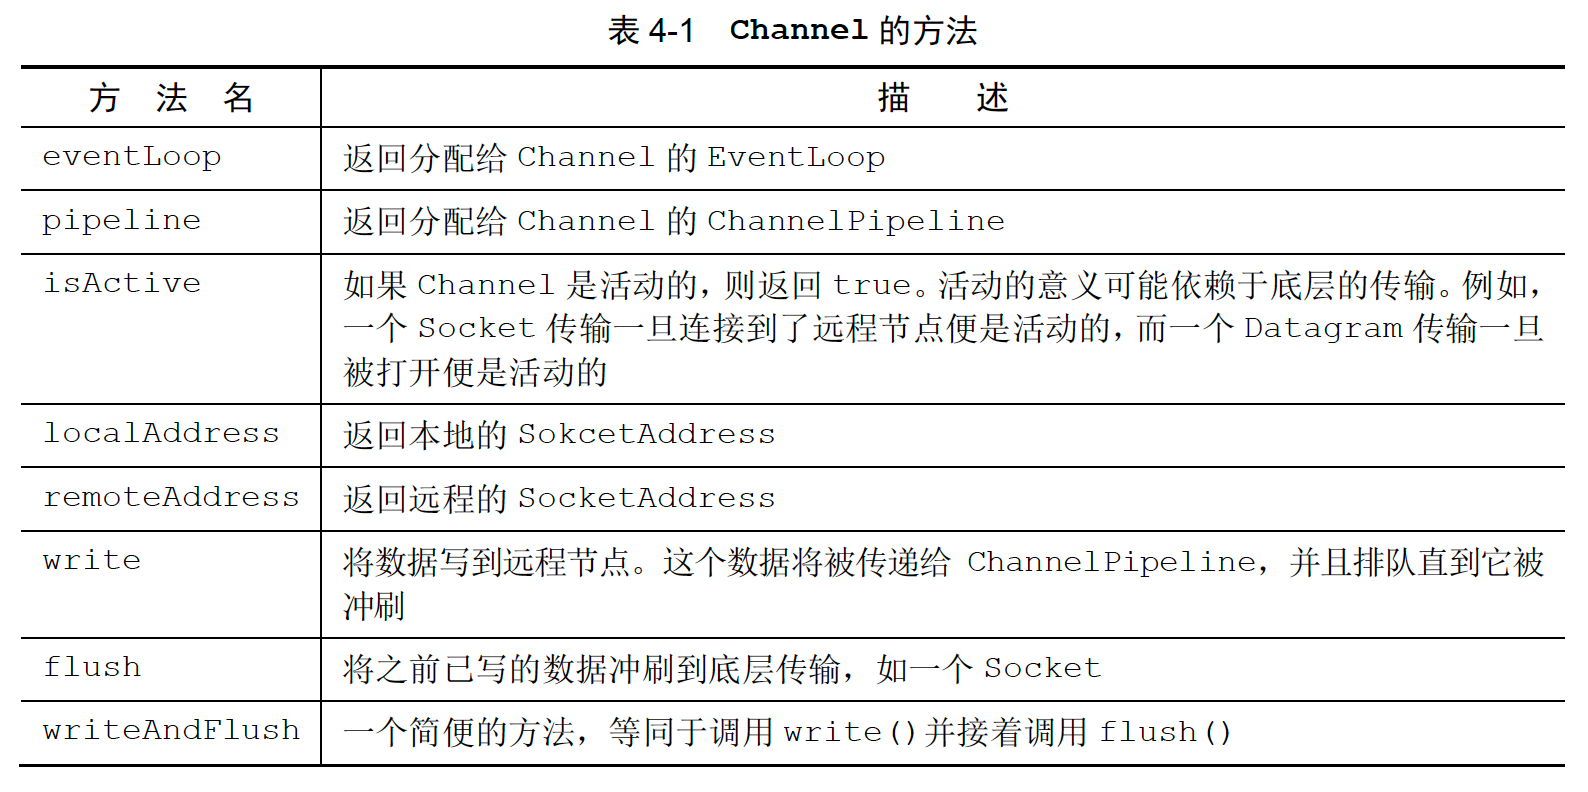 表 4-1 Channel 的方法
方 法 名 描 述
eventLoop 返回分配给 Channel 的 EventLoop
pipeline 返回分配给 Channel 的 ChannelPipeline
isActive 如果 Channel 是活动的，则返回 true。活动的意义可能依赖于底层的传输。例如，
一个 Socket 传输一旦连接到了远程节点便是活动的，而一个 Datagram 传输一旦
被打开便是活动的
localAddress 返回本地的 SokcetAddress
remoteAddress 返回远程的 SocketAddress
write 将数据写到远程节点。这个数据将被传递给 ChannelPipeline，并且排队直到它被
冲刷
flush 将之前已写的数据冲刷到底层传输，如一个 Socket
writeAndFlush 一个简便的方法，等同于调用 write()并接着调用 flush()